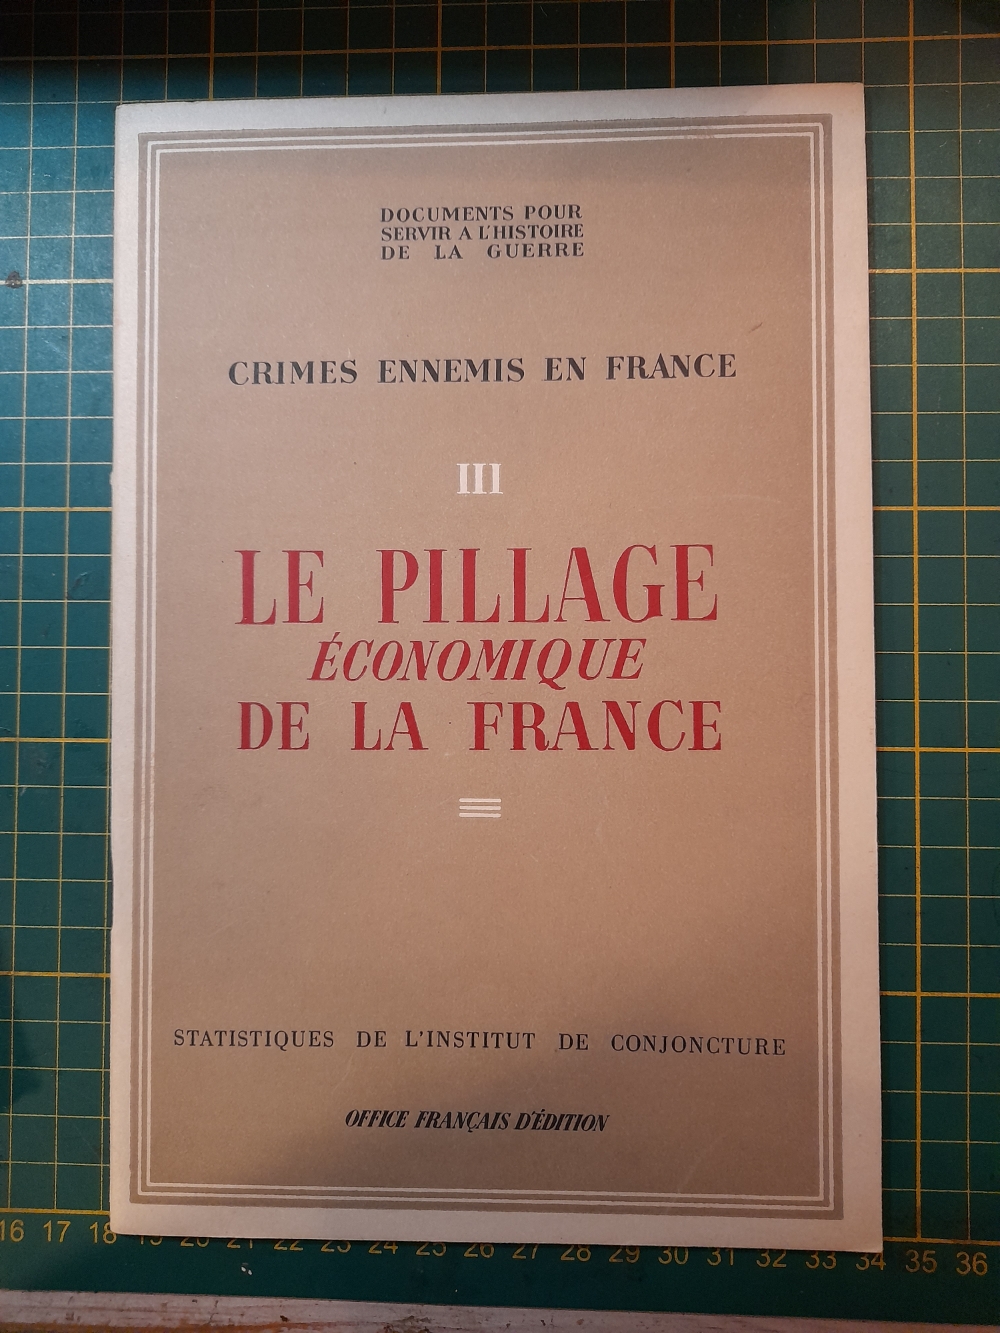 DOCUMENTS POUR
SERVIR A L'HISTOIRE
DE LA GUERRE
CRIMES ENNEMIS EN FRANCE
III
LE PILLAGE
ÉCONOMIQUE
DE LA FRANCE
STATISTIQUES DE L'INSTITUT DE CONJONCTURE
OFFICE FRANÇAIS D'ÉDITION
16 17 18 19 20 21 22 23 24 25 26 27 28 29 30 31 32 33 34 35 36